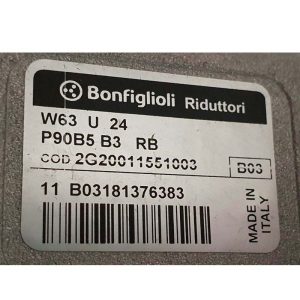 Bonfiglioli Riduttori
W63 U 24
P90B5 B3 RB
COD 2G20011551003 B03
11 B03181376383
MADE IN
ITALY